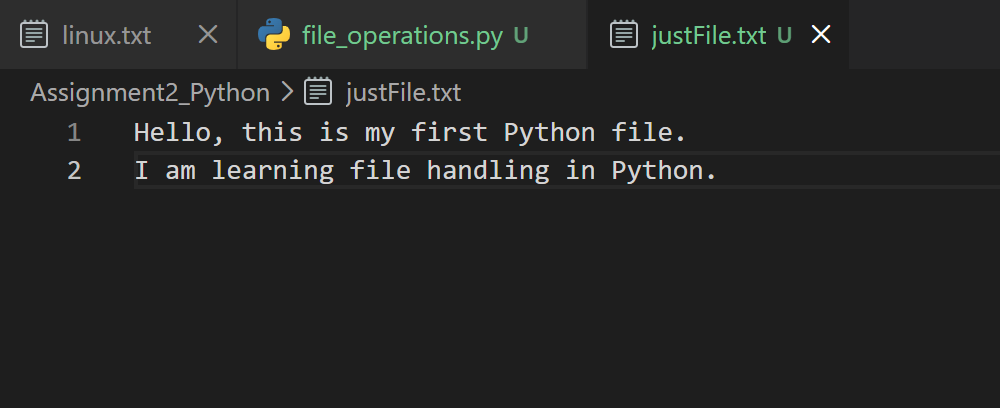 linux.txt
file_operations.py U
justFile.txt U
Assignment2_Python > justFile.txt
1 Hello, this is my first Python file.
2 I am learning file handling in Python.